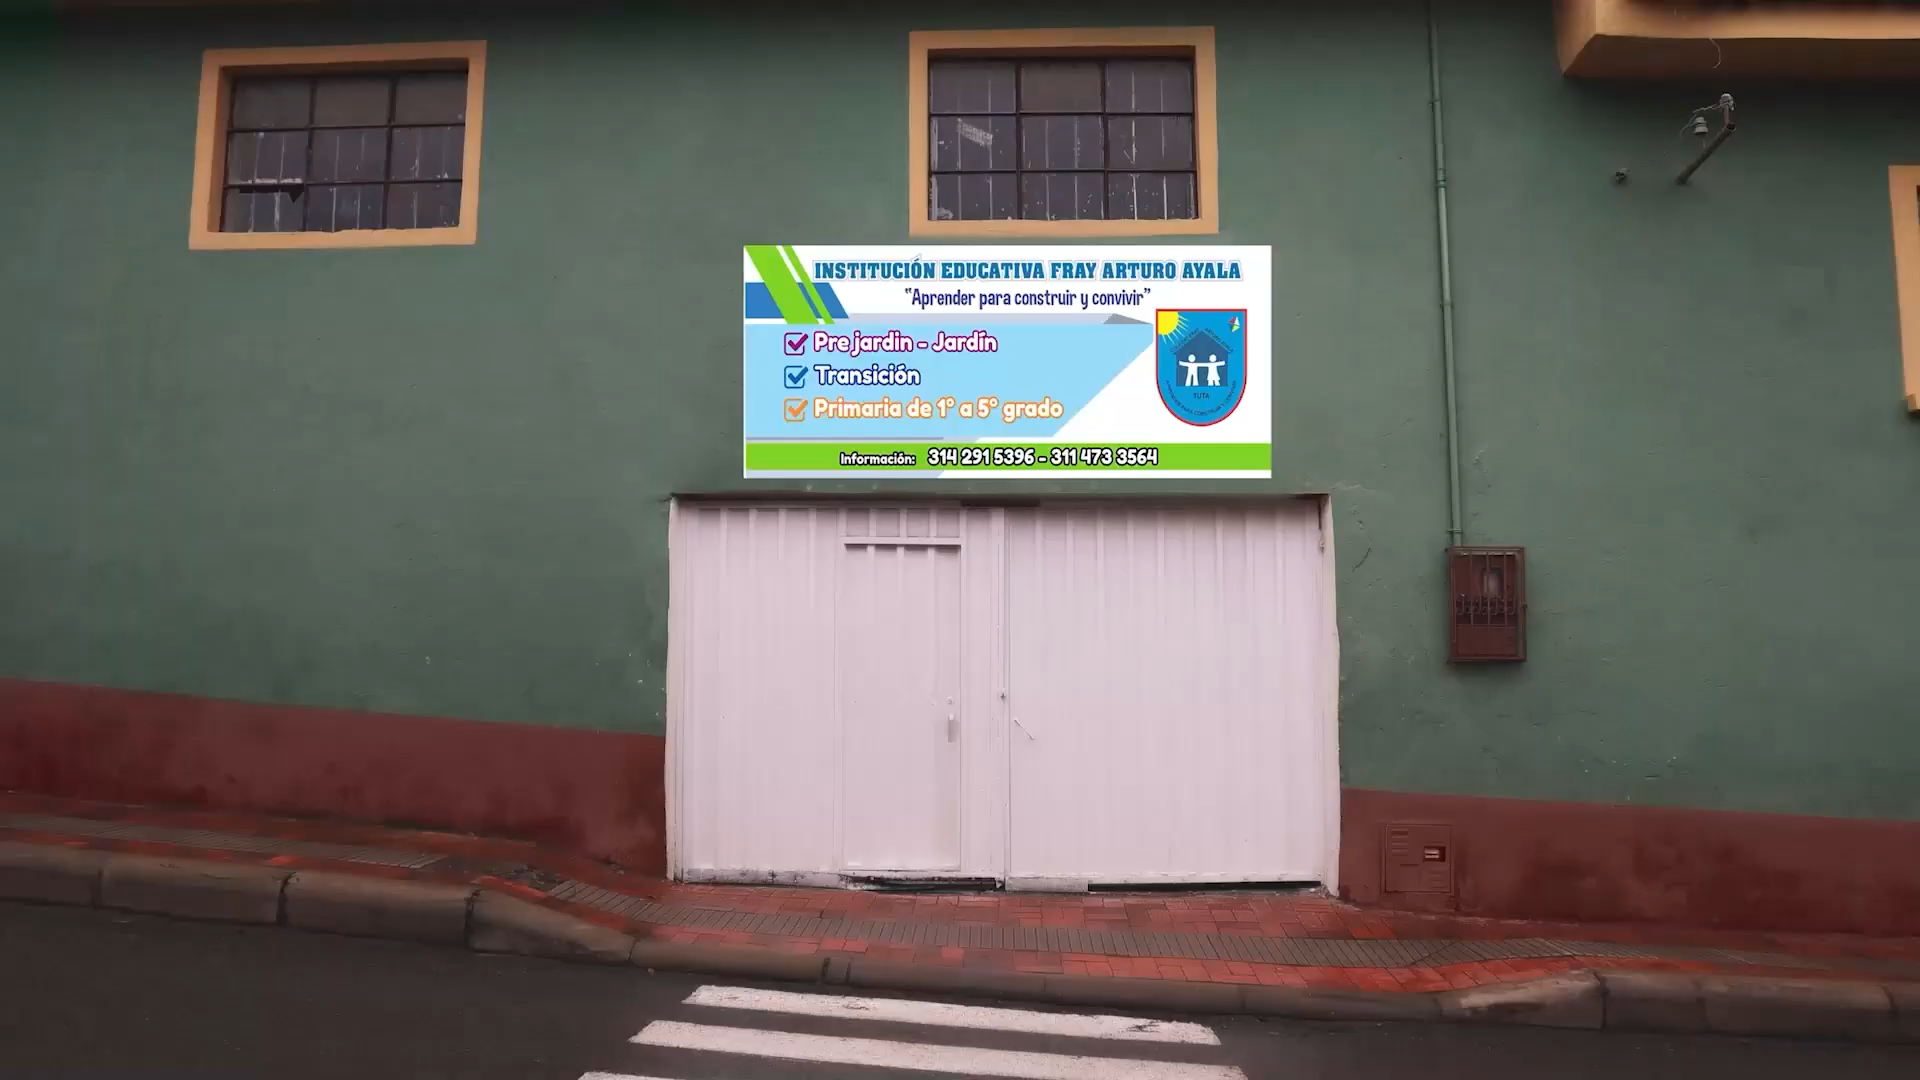 INSTITUCIÓN EDUCATIVA FRAY ARTURO AYALA
“Aprender para construir y convivir”
Pre jardin - Jardín
Transición
Primaria de 1° a 5° grado
TUTA
Información: 314 291 5396 - 311 473 3564